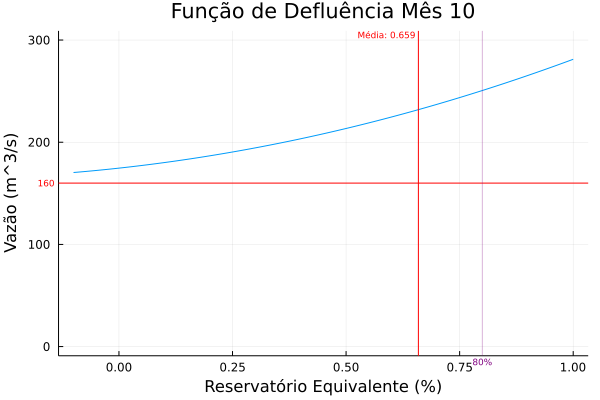 Função de Defluência Mês 10
Vazão (m^3/s)
300
200
100
0
160
Média: 0.659
0.00
0.25
0.50
0.75
80%
1.00
Reservatório Equivalente (%)